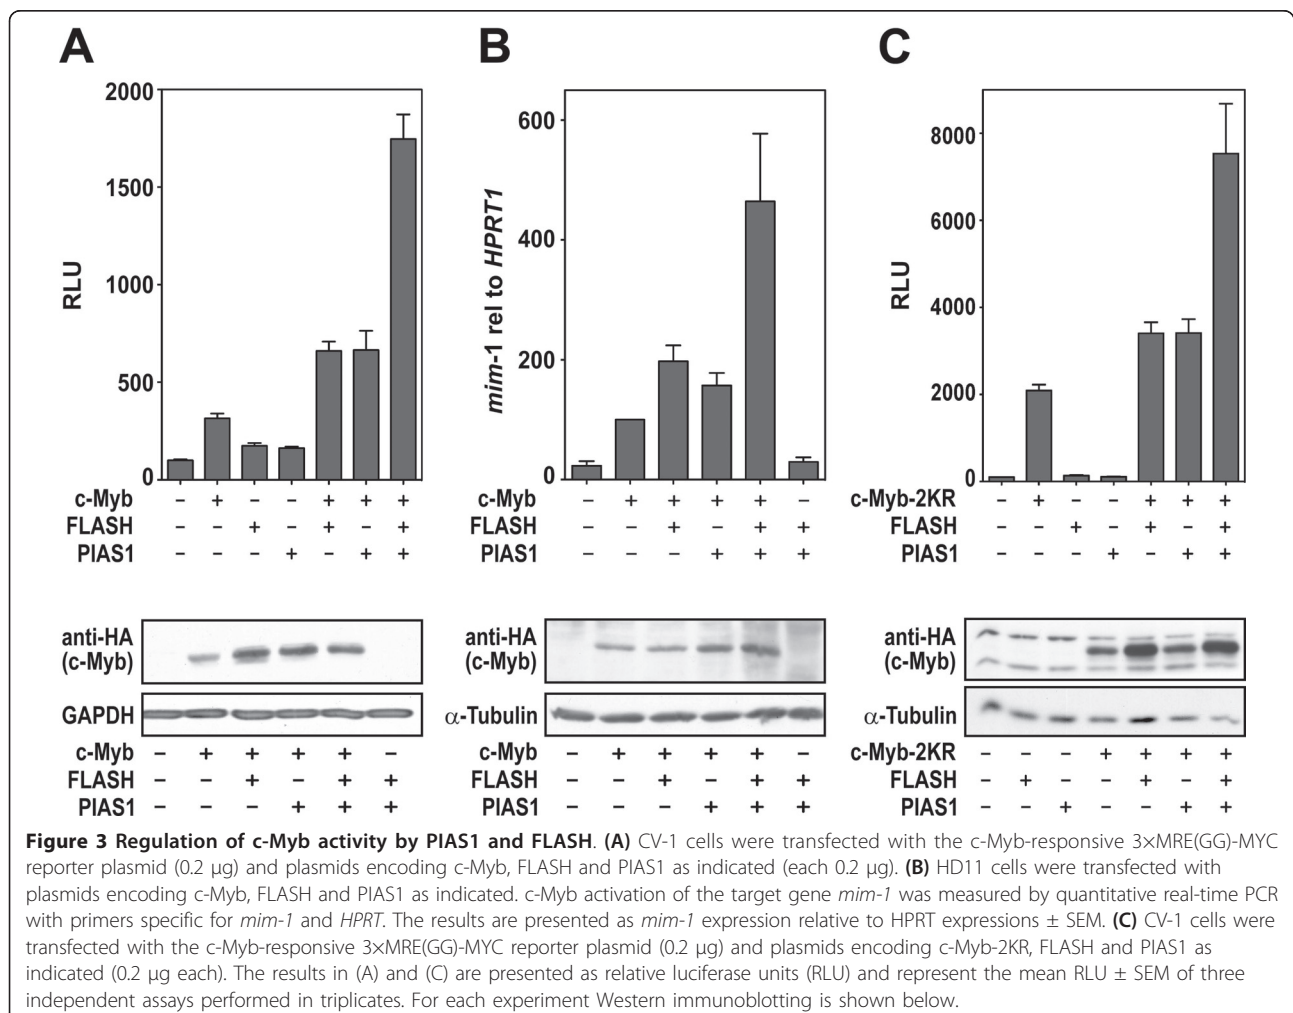 A
B
C
2000
1500
1000
500
0
RLU
c-Myb − + − − + + +
FLASH − − + − + − +
PIAS1 − − − + − + +
600
400
200
0
mim-1 rel to HPRT1
c-Myb − + + + + −
FLASH − − + − + +
PIAS1 − − − + + +
8000
6000
4000
2000
0
RLU
c-Myb-2KR − + − − + + +
FLASH − − + − + − +
PIAS1 − − − + − + +
anti-HA
(c-Myb)
GAPDH
c-Myb − + + + + −
FLASH − − + − + +
PIAS1 − − − + + +
anti-HA
(c-Myb)
α-Tubulin
c-Myb − + + + + −
FLASH − − + − + +
PIAS1 − − − + + +
anti-HA
(c-Myb)
α-Tubulin
c-Myb-2KR − − − + + + +
FLASH − + − − + − +
PIAS1 − − + − − + +
Figure 3 Regulation of c-Myb activity by PIAS1 and FLASH. (A) CV-1 cells were transfected with the c-Myb-responsive 3×MRE(GG)-MYC
reporter plasmid (0.2 μg) and plasmids encoding c-Myb, FLASH and PIAS1 as indicated (each 0.2 μg). (B) HD11 cells were transfected with
plasmids encoding c-Myb, FLASH and PIAS1 as indicated. c-Myb activation of the target gene mim-1 was measured by quantitative real-time PCR
with primers specific for mim-1 and HPRT. The results are presented as mim-1 expression relative to HPRT expressions ± SEM. (C) CV-1 cells were
transfected with the c-Myb-responsive 3×MRE(GG)-MYC reporter plasmid (0.2 μg) and plasmids encoding c-Myb-2KR, FLASH and PIAS1 as
indicated (0.2 μg each). The results in (A) and (C) are presented as relative luciferase units (RLU) and represent the mean RLU ± SEM of three
independent assays performed in triplicates. For each experiment Western immunoblotting is shown below.